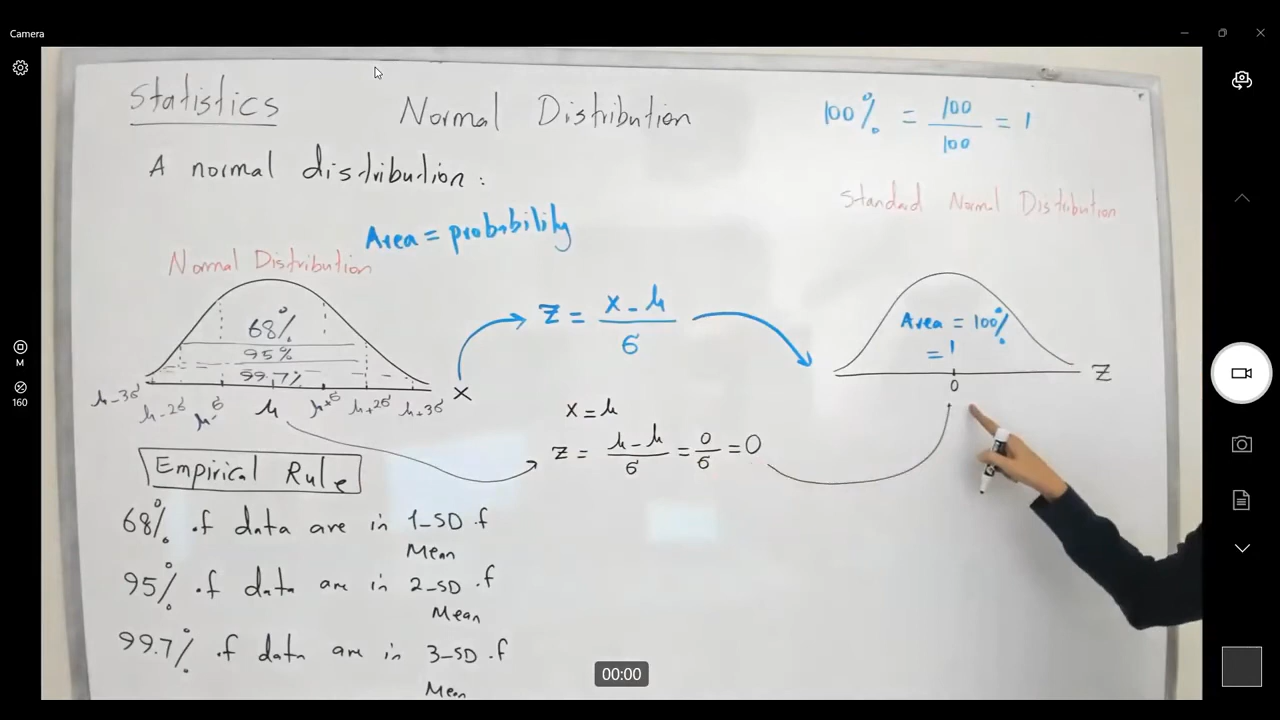 Camera
Statistics
Normal Distribution
100% = 100/100 = 1
A normal distribution:
Standard Normal Distribution
Area = probability
Normal Distribution
68%
95%
99.7%
μ-3σ μ-2σ μ-σ μ μ+σ μ+2σ μ+3σ
X
Z = X - μ / σ
Area = 100%
= 1
0
Z
X = μ
Z = μ - μ / σ = 0/σ = 0
Empirical Rule
68% of data are in 1-SD of
Mean
95% of data are in 2-SD of
Mean
99.7% of data are in 3-SD of
Mean
00:00
M
160